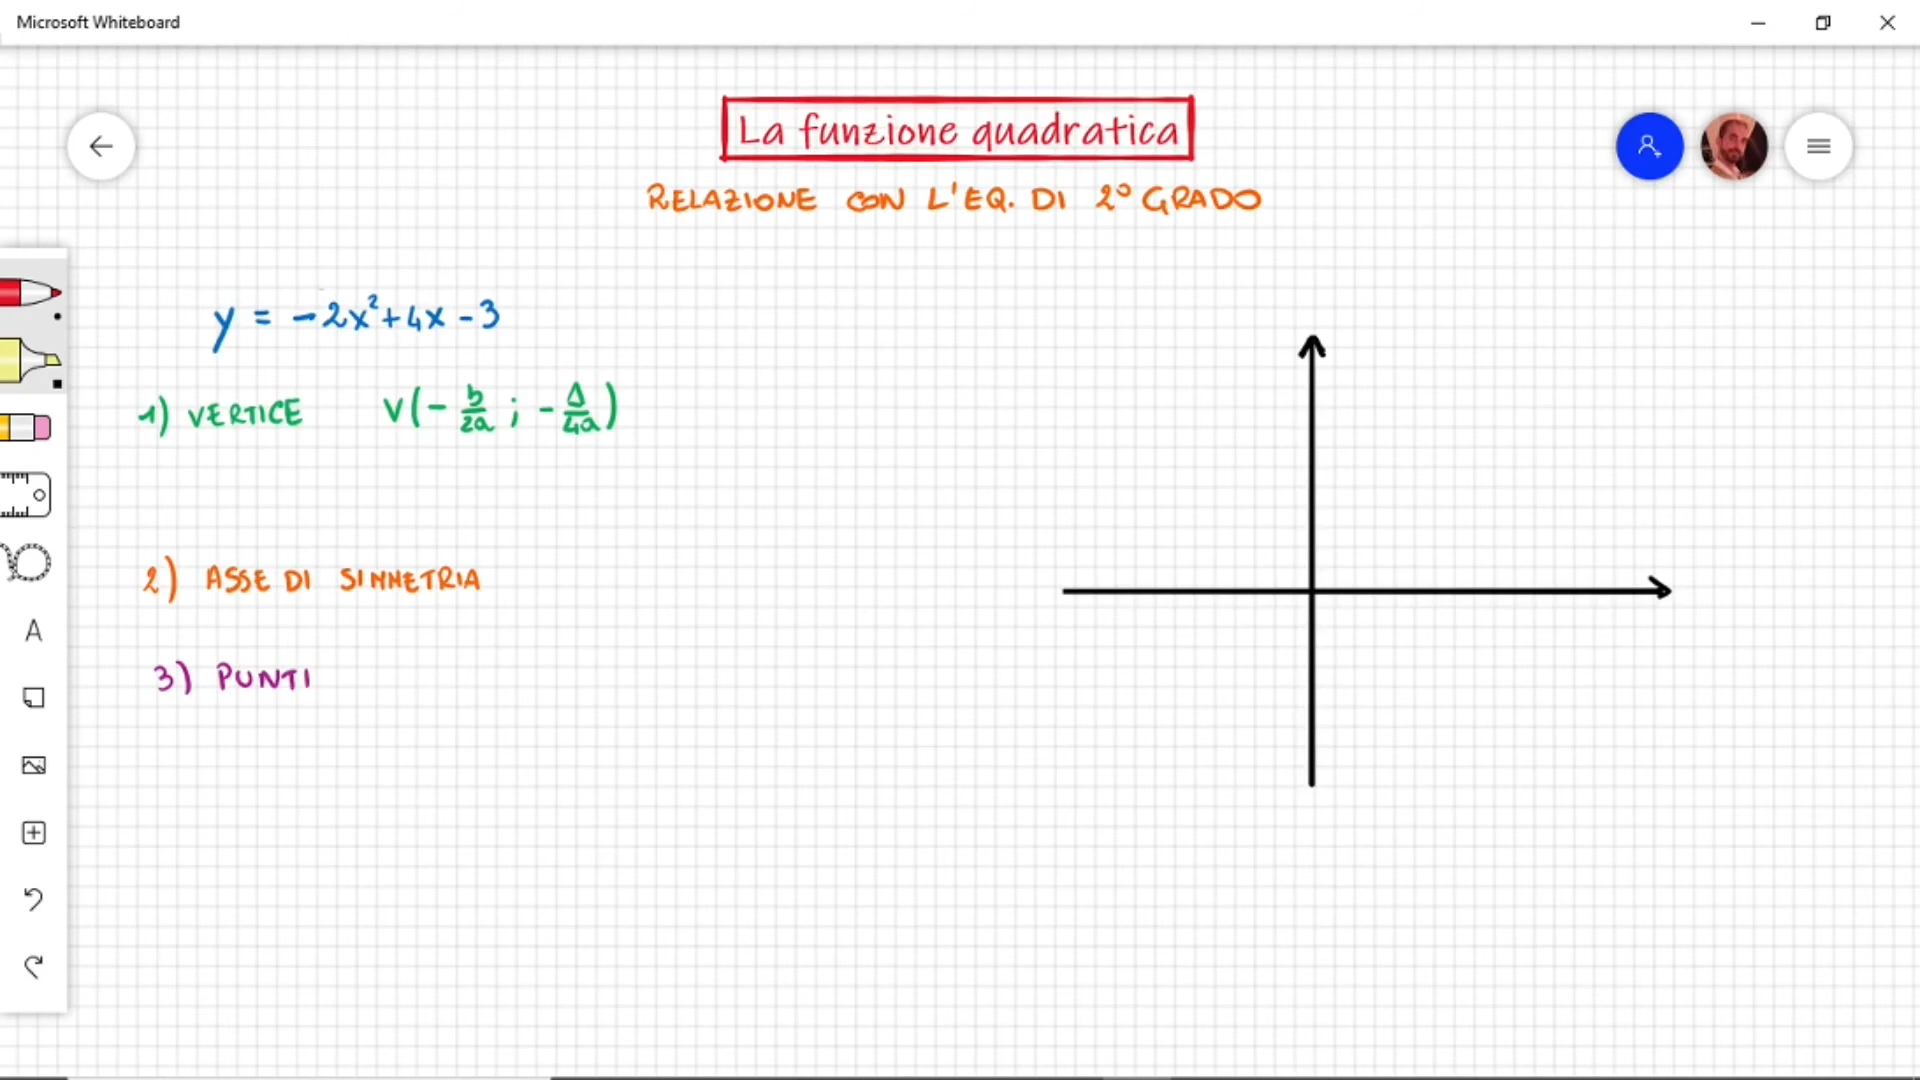 Microsoft Whiteboard
La funzione quadratica
RELAZIONE CON L'EQ. DI 2° GRADO
y = -2x²+4x-3
1) VERTICE V(-b/2a ; -Δ/4a)
2) ASSE DI SIMMETRIA
3) PUNTI
A